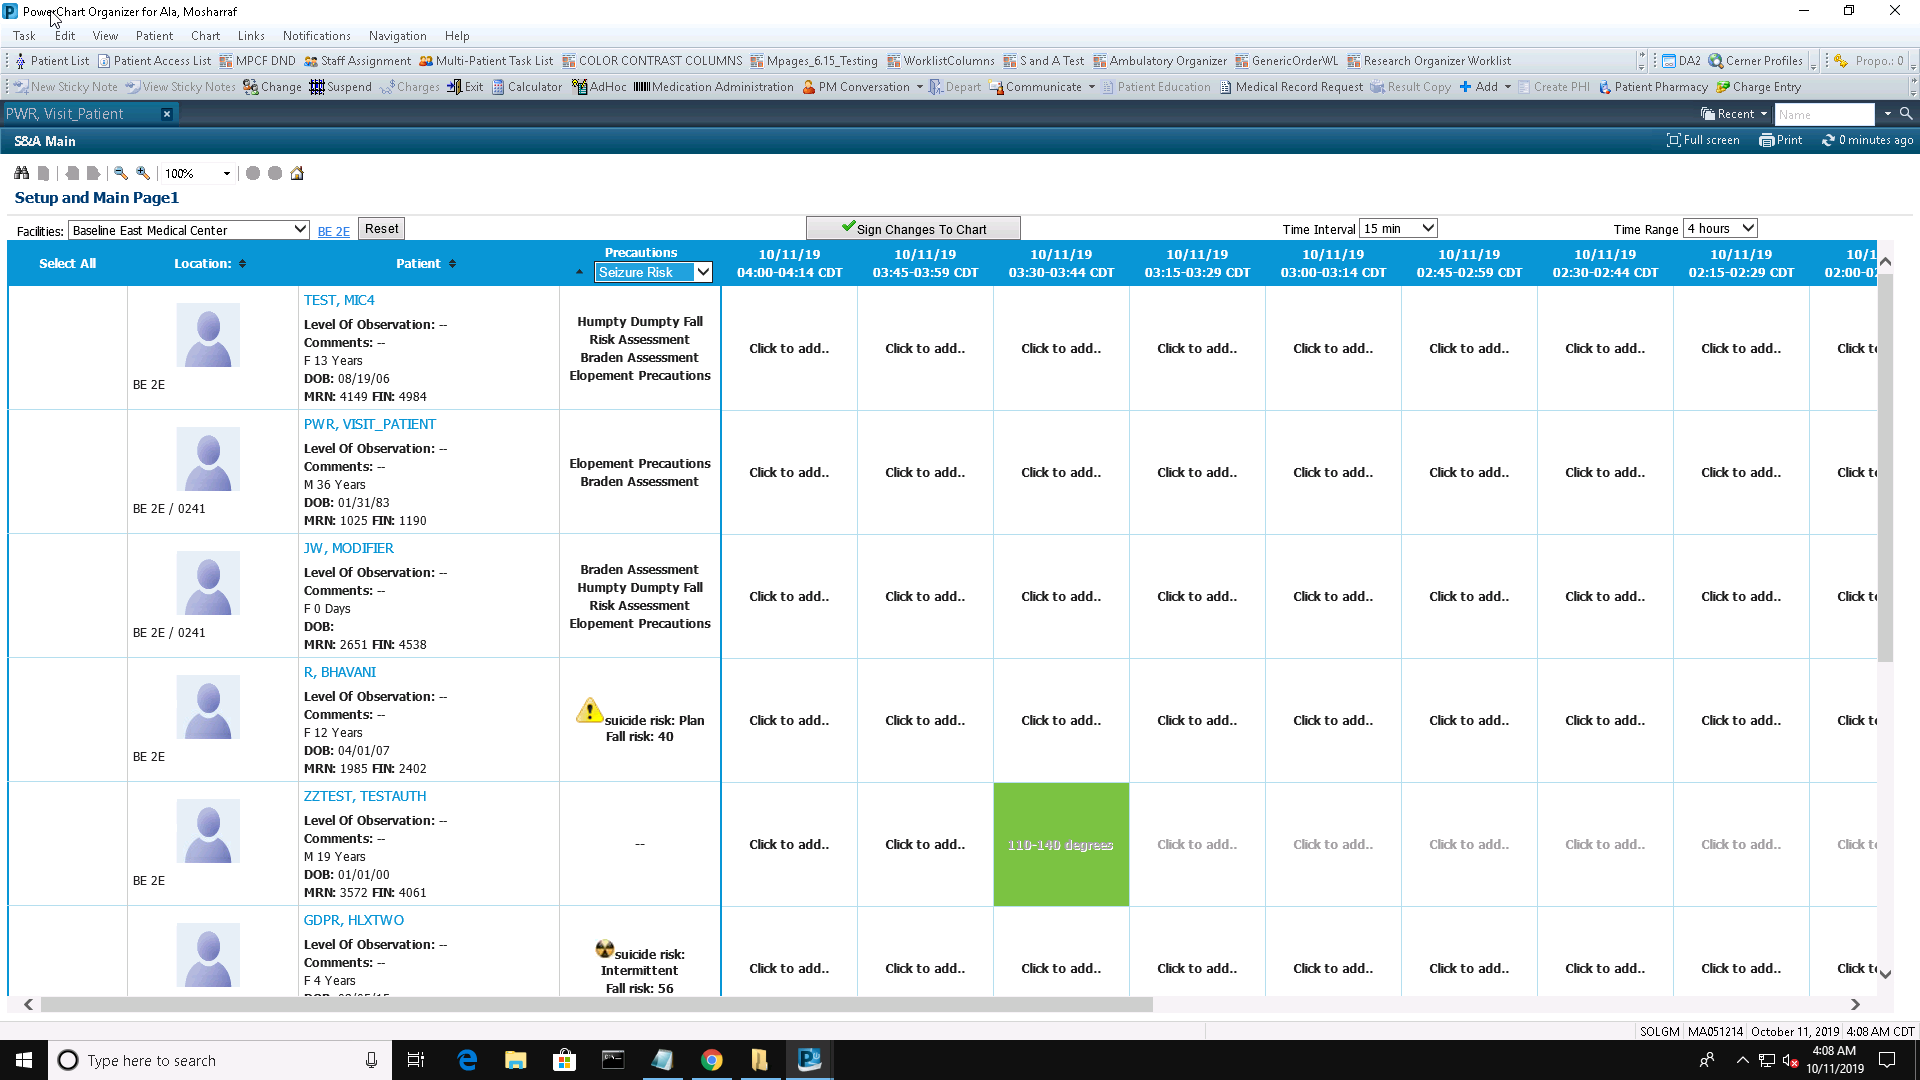 PowerChart Organizer for Ala, Mosharraf
Task Edit View Patient Chart Links Notifications Navigation Help
Patient List Patient Access List MPCF DND Staff Assignment Multi-Patient Task List COLOR CONTRAST COLUMNS Mpages_6.15_Testing WorklistColumns S and A Test Ambulatory Organizer GenericOrderWL Research Organizer Worklist DA2 Cerner Profiles Propo.: 0
New Sticky Note View Sticky Notes Change Suspend Charges Exit Calculator AdHoc Medication Administration PM Conversation Depart Communicate Patient Education Medical Record Request Result Copy Add Create PHI Patient Pharmacy Charge Entry
PWR, Visit_Patient Recent Name
S&A Main Full screen Print 0 minutes ago
100%
Setup and Main Page1
Facilities: Baseline East Medical Center BE 2E Reset Sign Changes To Chart Time Interval 15 min Time Range 4 hours
Select All Location: Patient Precautions Seizure Risk
10/11/19 10/11/19 10/11/19 10/11/19 10/11/19 10/11/19 10/11/19 10/11/19 10/1
04:00-04:14 CDT 03:45-03:59 CDT 03:30-03:44 CDT 03:15-03:29 CDT 03:00-03:14 CDT 02:45-02:59 CDT 02:30-02:44 CDT 02:15-02:29 CDT 02:00-0
BE 2E
TEST, MIC4
Level Of Observation: --
Comments: --
F 13 Years
DOB: 08/19/06
MRN: 4149 FIN: 4984
Humpty Dumpty Fall
Risk Assessment
Braden Assessment
Elopement Precautions
Click to add.. Click to add.. Click to add.. Click to add.. Click to add.. Click to add.. Click to add.. Click to add.. Click t
BE 2E / 0241
PWR, VISIT_PATIENT
Level Of Observation: --
Comments: --
M 36 Years
DOB: 01/31/83
MRN: 1025 FIN: 1190
Elopement Precautions
Braden Assessment
Click to add.. Click to add.. Click to add.. Click to add.. Click to add.. Click to add.. Click to add.. Click to add.. Click t
BE 2E / 0241
JW, MODIFIER
Level Of Observation: --
Comments: --
F 0 Days
DOB:
MRN: 2651 FIN: 4538
Braden Assessment
Humpty Dumpty Fall
Risk Assessment
Elopement Precautions
Click to add.. Click to add.. Click to add.. Click to add.. Click to add.. Click to add.. Click to add.. Click to add.. Click t
BE 2E
R, BHAVANI
Level Of Observation: --
Comments: --
F 12 Years
DOB: 04/01/07
MRN: 1985 FIN: 2402
suicide risk: Plan
Fall risk: 40
Click to add.. Click to add.. Click to add.. Click to add.. Click to add.. Click to add.. Click to add.. Click to add.. Click t
BE 2E
ZZTEST, TESTAUTH
Level Of Observation: --
Comments: --
M 19 Years
DOB: 01/01/00
MRN: 3572 FIN: 4061
--
Click to add.. Click to add.. 110-140 degrees Click to add.. Click to add.. Click to add.. Click to add.. Click to add.. Click t
GDPR, HLXTWO
Level Of Observation: --
Comments: --
F 4 Years
suicide risk:
Intermittent
Fall risk: 56
Click to add.. Click to add.. Click to add.. Click to add.. Click to add.. Click to add.. Click to add.. Click to add.. Click t
SOLGM MA051214 October 11, 2019 4:08 AM CDT
Type here to search
4:08 AM
10/11/2019